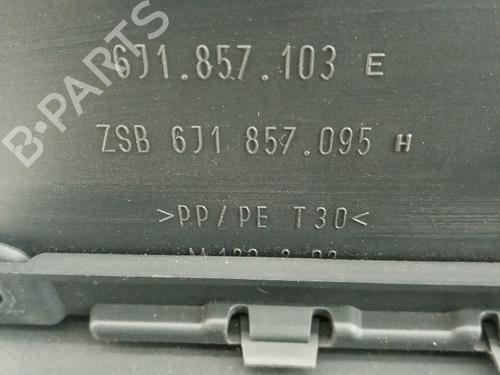 B-PARTS
6J1.857.103 E
ZSB 6J1 857.095 H
>PP/PE T30<